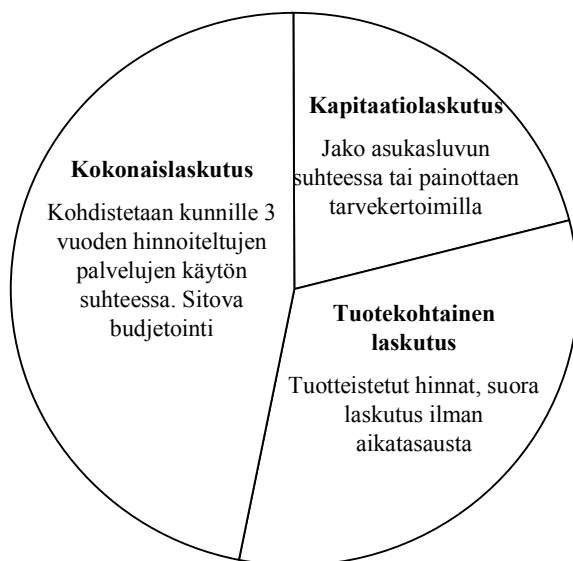 Kapitaatiolaskutus
Jako asukasluvun
suhteessa tai painottaen
tarvekertoimilla
Kokonaislaskutus
Kohdistetaan kunnille 3
vuoden hinnoiteltujen
palvelujen käytön
suhteessa. Sitova
budjetointi
Tuotekohtainen
laskutus
Tuotteistetut hinnat, suora
laskutus ilman
aikatasausta